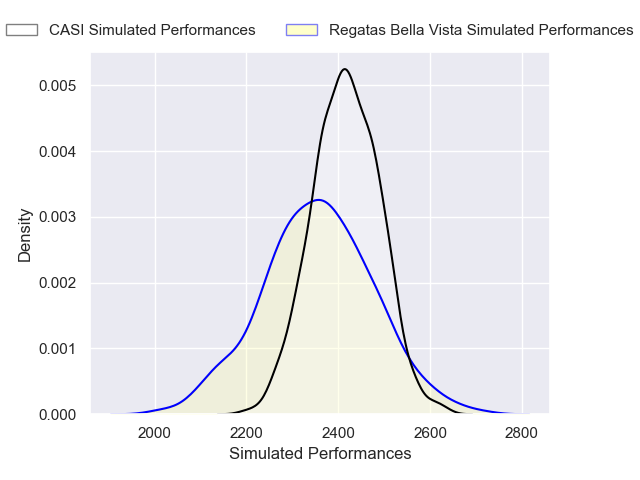 CASI Simulated Performances
Regatas Bella Vista Simulated Performances
0.005
0.004
0.003
0.002
0.001
0.000
Density
2000
2200
2400
2600
2800
Simulated Performances